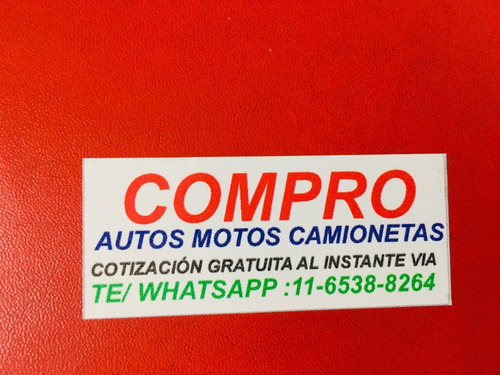 COMPRO
AUTOS MOTOS CAMIONETAS
COTIZACIÓN GRATUITA AL INSTANTE VIA
TE/ WHATSAPP :11-6538-8264